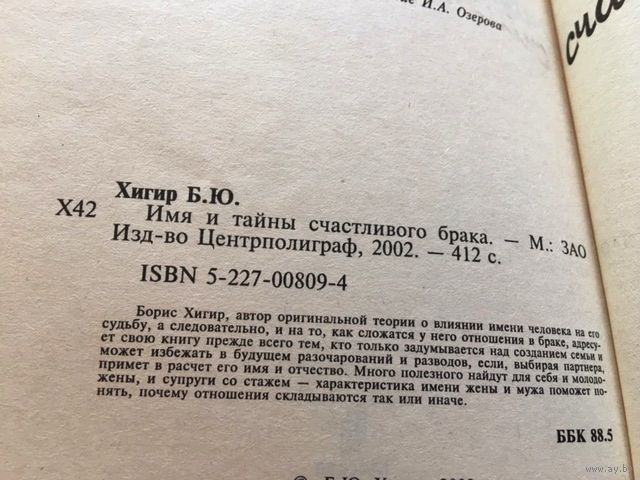 И.А. Озерова
Хигир Б.Ю.
Х42 Имя и тайны счастливого брака. — М.: ЗАО
Изд-во Центрполиграф, 2002. — 412 с.
ISBN 5-227-00809-4
Борис Хигир, автор оригинальной теории о влиянии имени человека на его
судьбу, а следовательно, и на то, как сложатся у него отношения в браке, адресу-
ет свою книгу прежде всего тем, кто только задумывается над созданием семьи и
может избежать в будущем разочарований и разводов, если, выбирая партнера,
примет в расчет его имя и отчество. Много полезного найдут для себя и молодо-
жены, и супруги со стажем — характеристика имени жены и мужа поможет по-
нять, почему отношения складываются так или иначе.
ББК 88.5
© Б.Ю.
www.ay.by